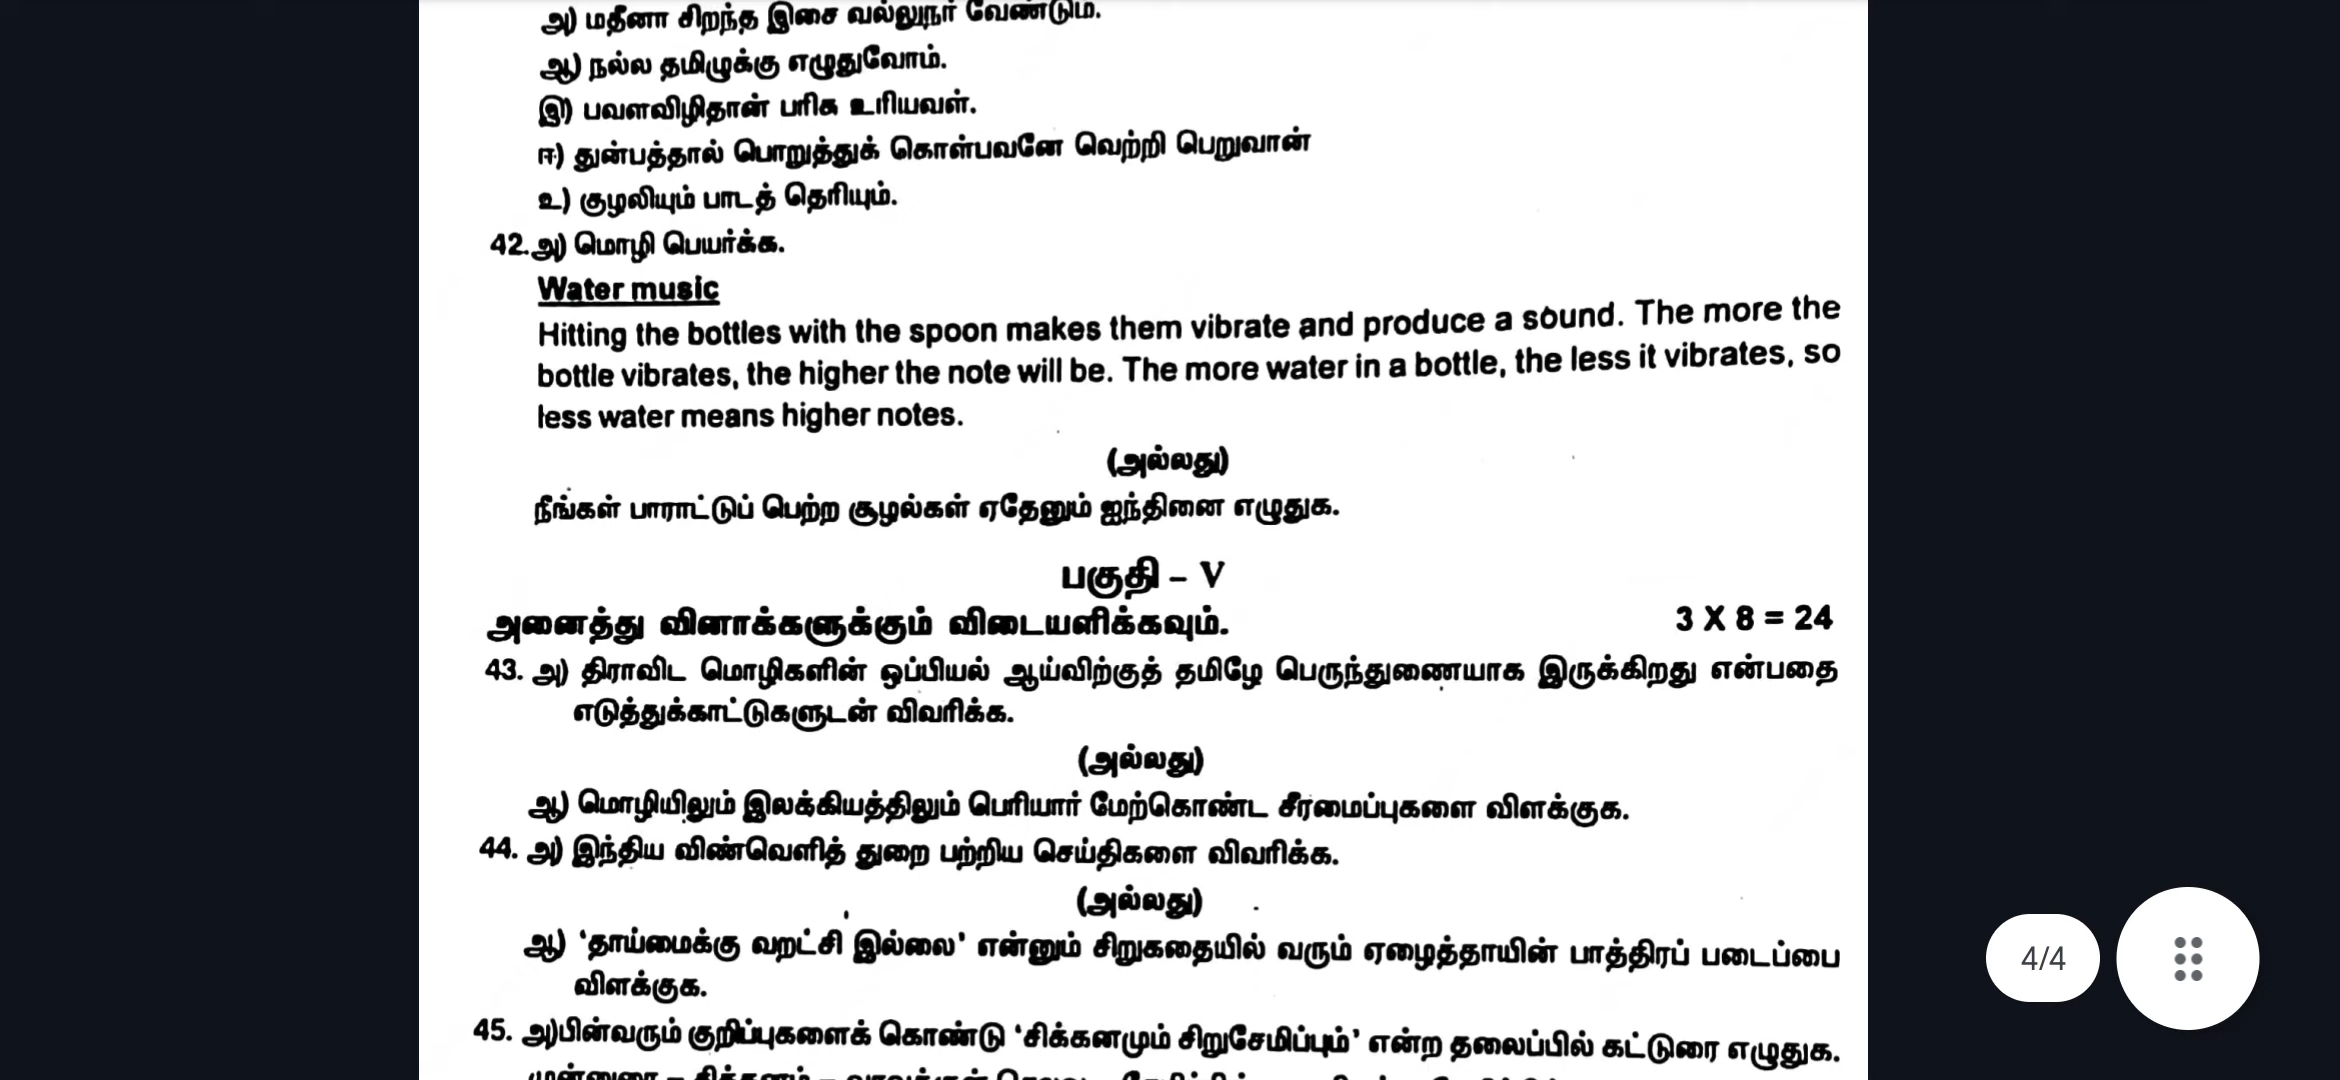 அ) மதீனா சிறந்த இசை வல்லுநர் வேண்டும்.
ஆ) நல்ல தமிழுக்கு எழுதுவோம்.
இ) பவளவிழிதான் பரிசு உரியவள்.
ஈ) துன்பத்தால் பொறுத்துக் கொள்பவனே வெற்றி பெறுவான்
உ) குழலியும் பாடத் தெரியும்.
42.அ) மொழி பெயர்க்க.
Water music
Hitting the bottles with the spoon makes them vibrate and produce a sound. The more the
bottle vibrates, the higher the note will be. The more water in a bottle, the less it vibrates, so
less water means higher notes.
(அல்லது)
நீங்கள் பாராட்டுப் பெற்ற சூழல்கள் ஏதேனும் ஐந்தினை எழுதுக.
பகுதி – V
அனைத்து வினாக்களுக்கும் விடையளிக்கவும். 3 X 8 = 24
43. அ) திராவிட மொழிகளின் ஒப்பியல் ஆய்விற்குத் தமிழே பெருந்துணையாக இருக்கிறது என்பதை
எடுத்துக்காட்டுகளுடன் விவரிக்க.
(அல்லது)
ஆ) மொழியிலும் இலக்கியத்திலும் பெரியார் மேற்கொண்ட சீரமைப்புகளை விளக்குக.
44. அ) இந்திய விண்வெளித் துறை பற்றிய செய்திகளை விவரிக்க.
(அல்லது)
ஆ) 'தாய்மைக்கு வறட்சி இல்லை' என்னும் சிறுகதையில் வரும் ஏழைத்தாயின் பாத்திரப் படைப்பை
விளக்குக.
4/4
45. அ)பின்வரும் குறிப்புகளைக் கொண்டு 'சிக்கனமும் சிறுசேமிப்பும்' என்ற தலைப்பில் கட்டுரை எழுதுக.
முன்னுரை – சிக்கனம் –